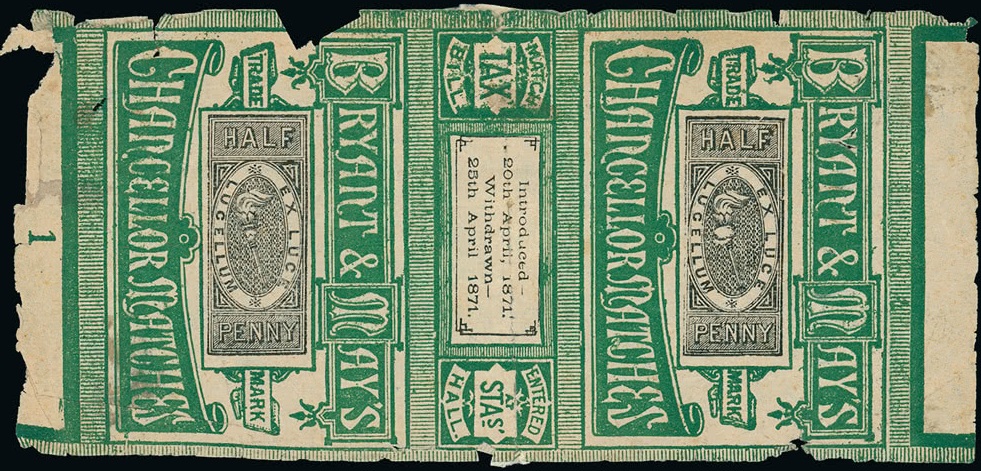 BRYANT & MAY'S
TRADE
HALF
EX LUCE
LUCELLUM
PENNY
MARK
CHANCELLOR MATCHES
MATCH
TAX
BILL
Introduced –
20th April, 1871.
Withdrawn –
25th April 1871.
ENTERED
AT
STAS'
HALL.
BRYANT & MAY'S
TRADE
HALF
EX LUCE
LUCELLUM
PENNY
MARK
CHANCELLOR MATCHES
1